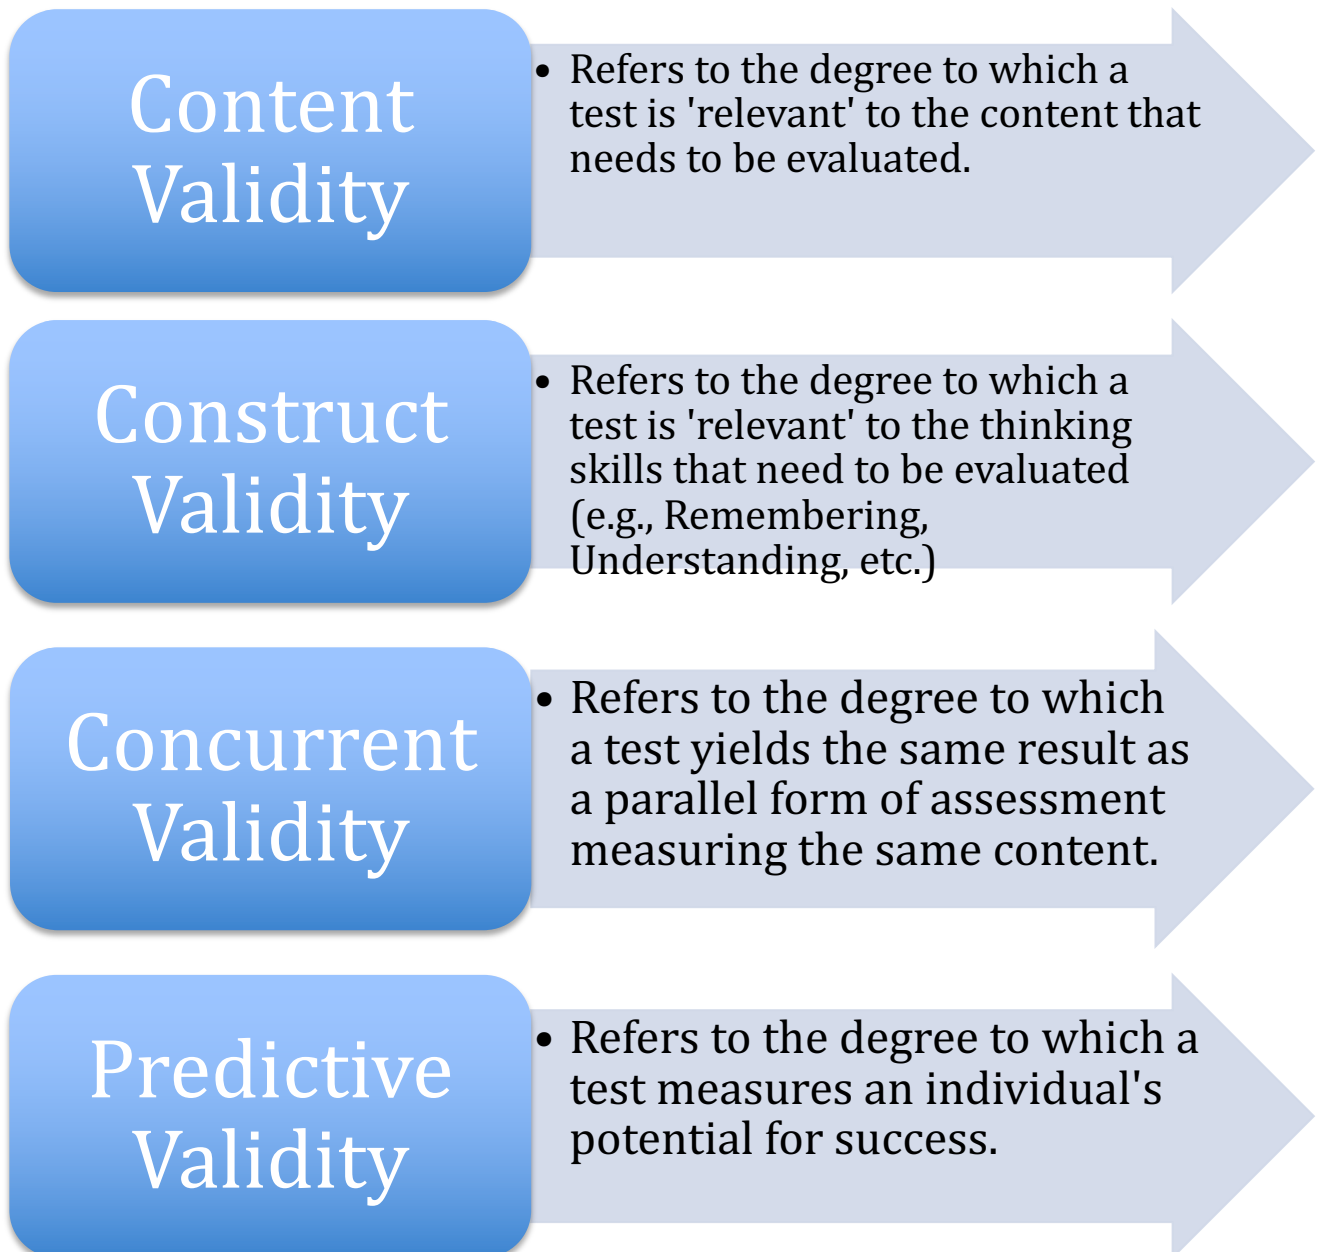 Content
Validity
• Refers to the degree to which a
test is 'relevant' to the content that
needs to be evaluated.
Construct
Validity
• Refers to the degree to which a
test is 'relevant' to the thinking
skills that need to be evaluated
(e.g., Remembering,
Understanding, etc.)
Concurrent
Validity
• Refers to the degree to which
a test yields the same result as
a parallel form of assessment
measuring the same content.
Predictive
Validity
• Refers to the degree to which a
test measures an individual's
potential for success.